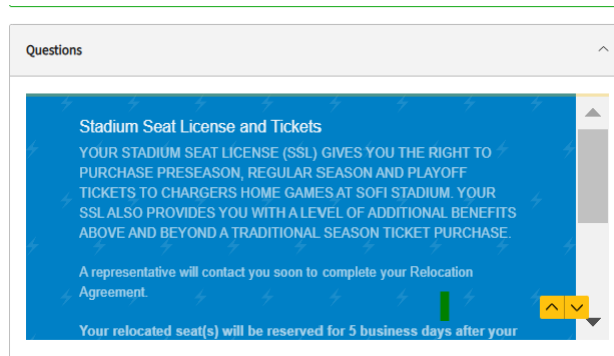 Questions
Stadium Seat License and Tickets
YOUR STADIUM SEAT LICENSE (SSL) GIVES YOU THE RIGHT TO
PURCHASE PRESEASON, REGULAR SEASON AND PLAYOFF
TICKETS TO CHARGERS HOME GAMES AT SOFI STADIUM. YOUR
SSL ALSO PROVIDES YOU WITH A LEVEL OF ADDITIONAL BENEFITS
ABOVE AND BEYOND A TRADITIONAL SEASON TICKET PURCHASE.
A representative will contact you soon to complete your Relocation
Agreement.
Your relocated seat(s) will be reserved for 5 business days after your